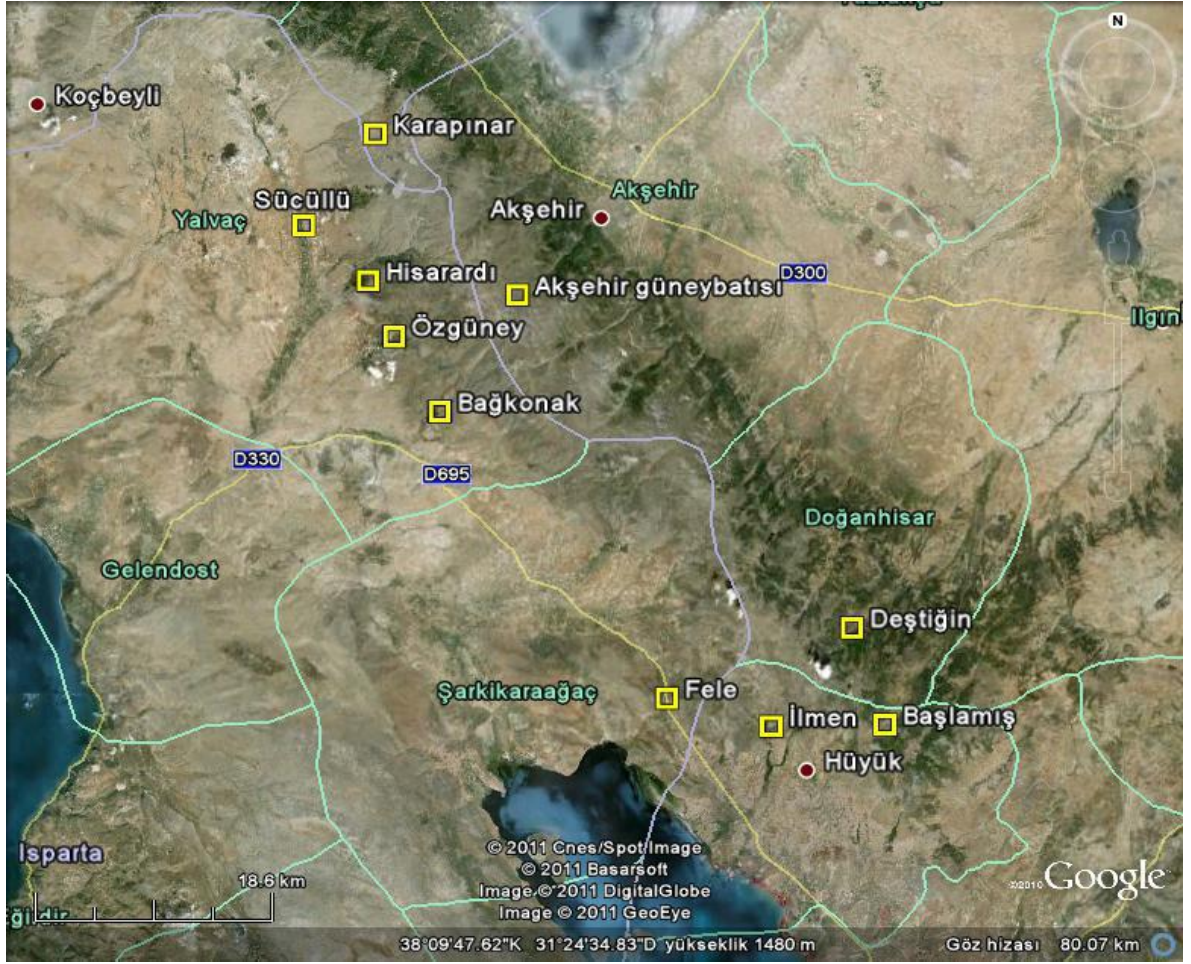 N
Koçbeyli
Karapınar
Sücüllü
Yalvaç
Akşehir
Akşehir
Hisarardı
Akşehir güneybatısı
D300
Ilgın
Özgüney
Bağkonak
D330
D695
Doğanhisar
Gelendost
Deştiğin
Şarkikaraağaç
Fele
İlmen
Başlamış
Hüyük
Isparta
18.6 km
Eğildir
© 2011 Cnes/Spot Image
© 2011 Basarsoft
Image © 2011 DigitalGlobe
Image © 2011 GeoEye
©2010 Google
38°09'47.62"K 31°24'34.83"D yükseklik 1480 m
Göz hizası 80.07 km